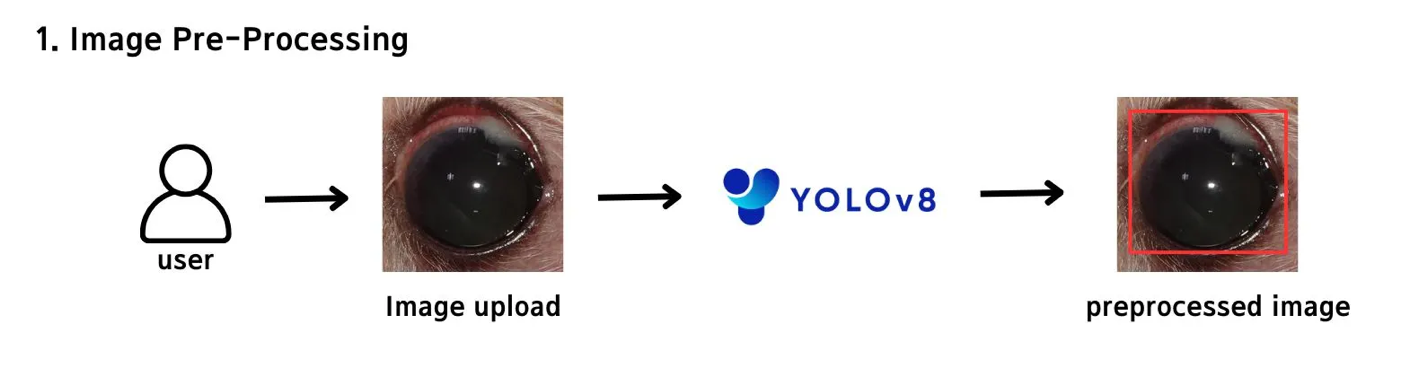 1. Image Pre-Processing
YOLOv8
user
Image upload
preprocessed image